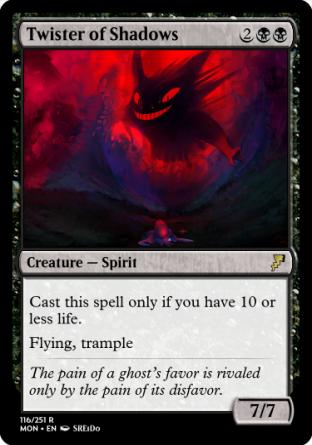 Twister of Shadows 2
Creature — Spirit
Cast this spell only if you have 10 or
less life.
Flying, trample
The pain of a ghost's favor is rivaled
only by the pain of its disfavor.
7/7
116/251 R
MON • EN SREsDo